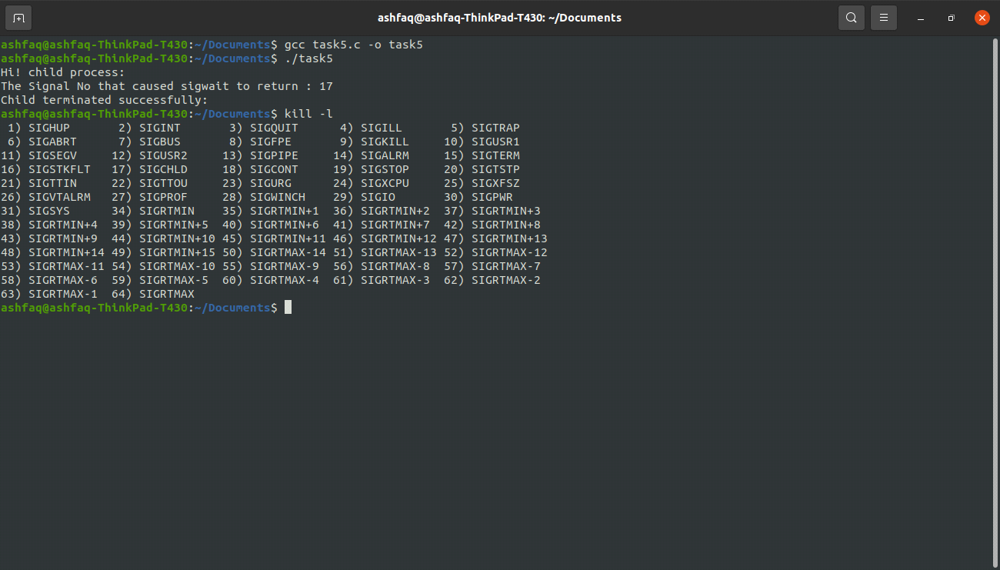 ashfaq@ashfaq-ThinkPad-T430: ~/Documents
ashfaq@ashfaq-ThinkPad-T430:~/Documents$ gcc task5.c -o task5
ashfaq@ashfaq-ThinkPad-T430:~/Documents$ ./task5
Hi! child process:
The Signal No that caused sigwait to return : 17
Child terminated successfully:
ashfaq@ashfaq-ThinkPad-T430:~/Documents$ kill -l
 1) SIGHUP       2) SIGINT       3) SIGQUIT      4) SIGILL       5) SIGTRAP
 6) SIGABRT      7) SIGBUS       8) SIGFPE       9) SIGKILL     10) SIGUSR1
11) SIGSEGV     12) SIGUSR2     13) SIGPIPE     14) SIGALRM     15) SIGTERM
16) SIGSTKFLT   17) SIGCHLD     18) SIGCONT     19) SIGSTOP     20) SIGTSTP
21) SIGTTIN     22) SIGTTOU     23) SIGURG      24) SIGXCPU     25) SIGXFSZ
26) SIGVTALRM   27) SIGPROF     28) SIGWINCH    29) SIGIO       30) SIGPWR
31) SIGSYS      34) SIGRTMIN    35) SIGRTMIN+1  36) SIGRTMIN+2  37) SIGRTMIN+3
38) SIGRTMIN+4  39) SIGRTMIN+5  40) SIGRTMIN+6  41) SIGRTMIN+7  42) SIGRTMIN+8
43) SIGRTMIN+9  44) SIGRTMIN+10 45) SIGRTMIN+11 46) SIGRTMIN+12 47) SIGRTMIN+13
48) SIGRTMIN+14 49) SIGRTMIN+15 50) SIGRTMAX-14 51) SIGRTMAX-13 52) SIGRTMAX-12
53) SIGRTMAX-11 54) SIGRTMAX-10 55) SIGRTMAX-9  56) SIGRTMAX-8  57) SIGRTMAX-7
58) SIGRTMAX-6  59) SIGRTMAX-5  60) SIGRTMAX-4  61) SIGRTMAX-3  62) SIGRTMAX-2
63) SIGRTMAX-1  64) SIGRTMAX
ashfaq@ashfaq-ThinkPad-T430:~/Documents$